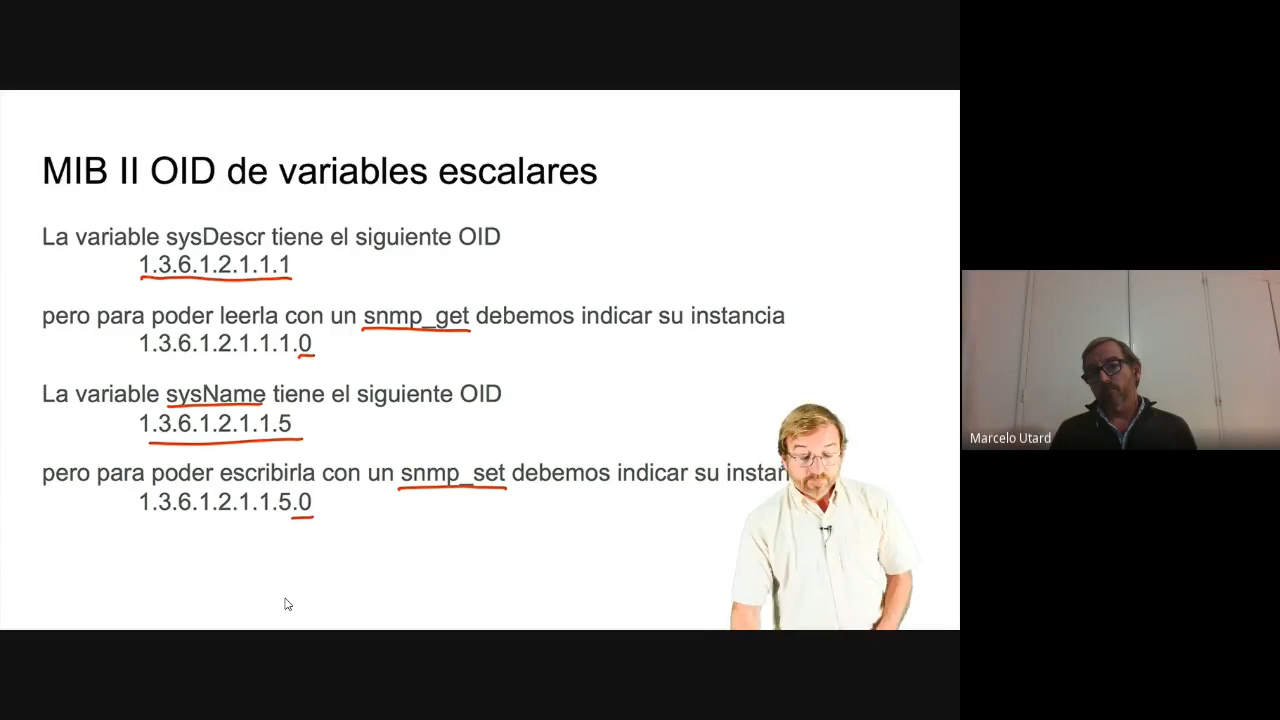 MIB II OID de variables escalares
La variable sysDescr tiene el siguiente OID
1.3.6.1.2.1.1.1
pero para poder leerla con un snmp_get debemos indicar su instancia
1.3.6.1.2.1.1.1.0
La variable sysName tiene el siguiente OID
1.3.6.1.2.1.1.5
pero para poder escribirla con un snmp_set debemos indicar su
1.3.6.1.2.1.1.5.0
Marcelo Utard